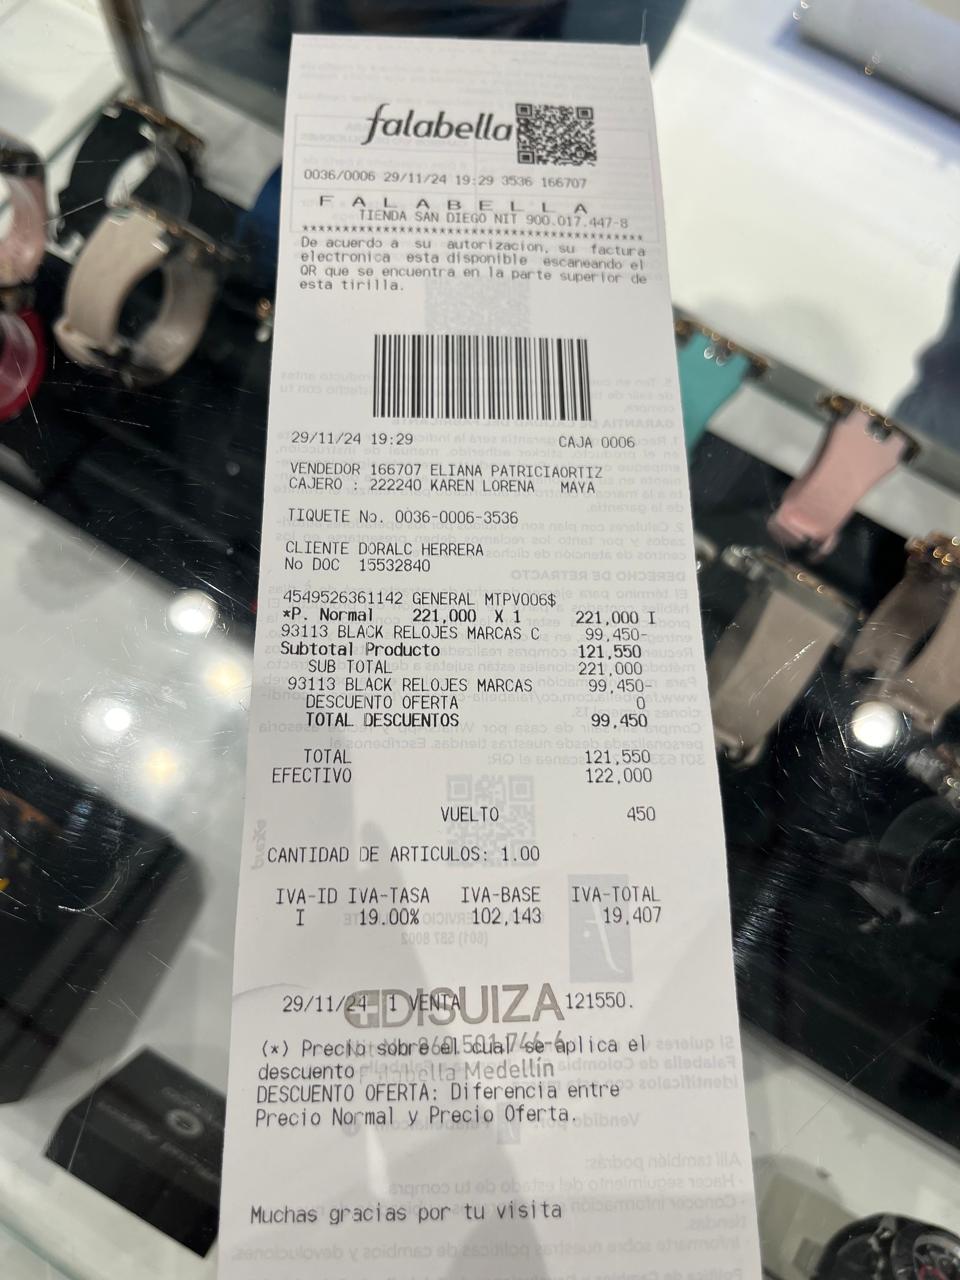 falabella
0036/0006 29/11/24 19:29 3536 166707
F A L A B E L L A
TIENDA SAN DIEGO NIT 900.017.447-8
******************************************
De acuerdo a su autorizacion, su factura
electronica esta disponible escaneando el
QR que se encuentra en la parte superior de
esta tirilla.
29/11/24 19:29 CAJA 0006
VENDEDOR 166707 ELIANA PATRICIAORTIZ
CAJERO : 222240 KAREN LORENA MAYA
TIQUETE No. 0036-0006-3536
CLIENTE DORALC HERRERA
No DOC 15532840
4549526361142 GENERAL MTPV006$
*P. Normal 221,000 X 1 221,000 I
93113 BLACK RELOJES MARCAS C 99,450-
Subtotal Producto 121,550
SUB TOTAL 221,000
93113 BLACK RELOJES MARCAS 99,450-
DESCUENTO OFERTA 0
TOTAL DESCUENTOS 99,450
TOTAL 121,550
EFECTIVO 122,000
VUELTO 450
CANTIDAD DE ARTICULOS: 1.00
IVA-ID IVA-TASA IVA-BASE IVA-TOTAL
I 19.00% 102,143 19,407
29/11/24 1 VENTA 121550.
DISUIZA
(*) Precio sobre el cual se aplica el
descuento
Medellín
DESCUENTO OFERTA: Diferencia entre
Precio Normal y Precio Oferta.
Muchas gracias por tu visita